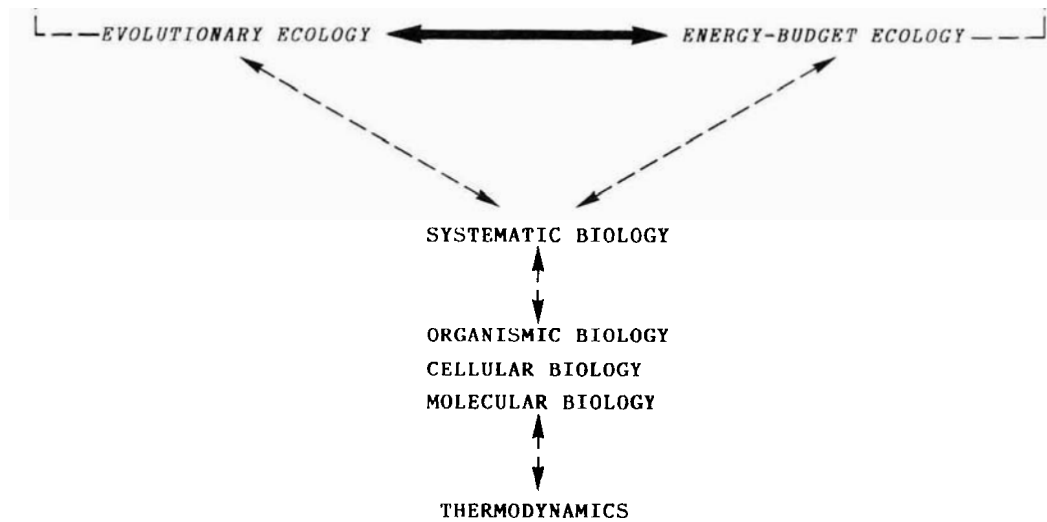 EVOLUTIONARY ECOLOGY ENERGY-BUDGET ECOLOGY
SYSTEMATIC BIOLOGY
ORGANISMIC BIOLOGY
CELLULAR BIOLOGY
MOLECULAR BIOLOGY
THERMODYNAMICS